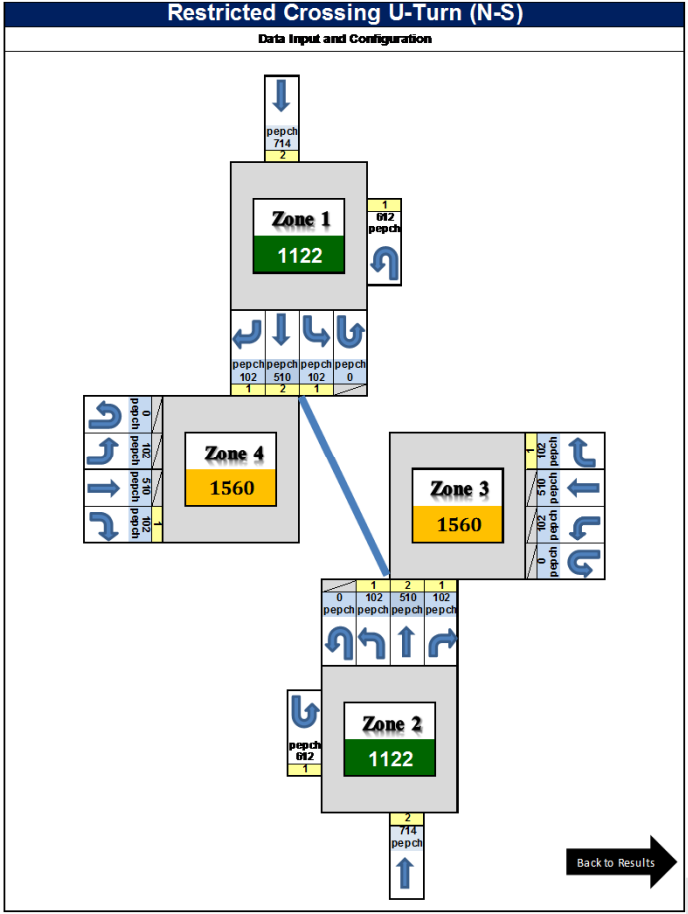 Restricted Crossing U-Turn (N-S)
Data Input and Configuration
pepch
714
2
Zone 1
1122
1
612
pepch
pepch pepch pepch pepch
102 510 102 0
1 2 1
Zone 4
1560
0 pepch
102 pepch
510 pepch
102 pepch
1
Zone 3
1560
1
102 pepch
510 pepch
102 pepch
0 pepch
1 2 1
0 102 510 102
pepch pepch pepch pepch
pepch
612
1
Zone 2
1122
2
714
pepch
Back to Results